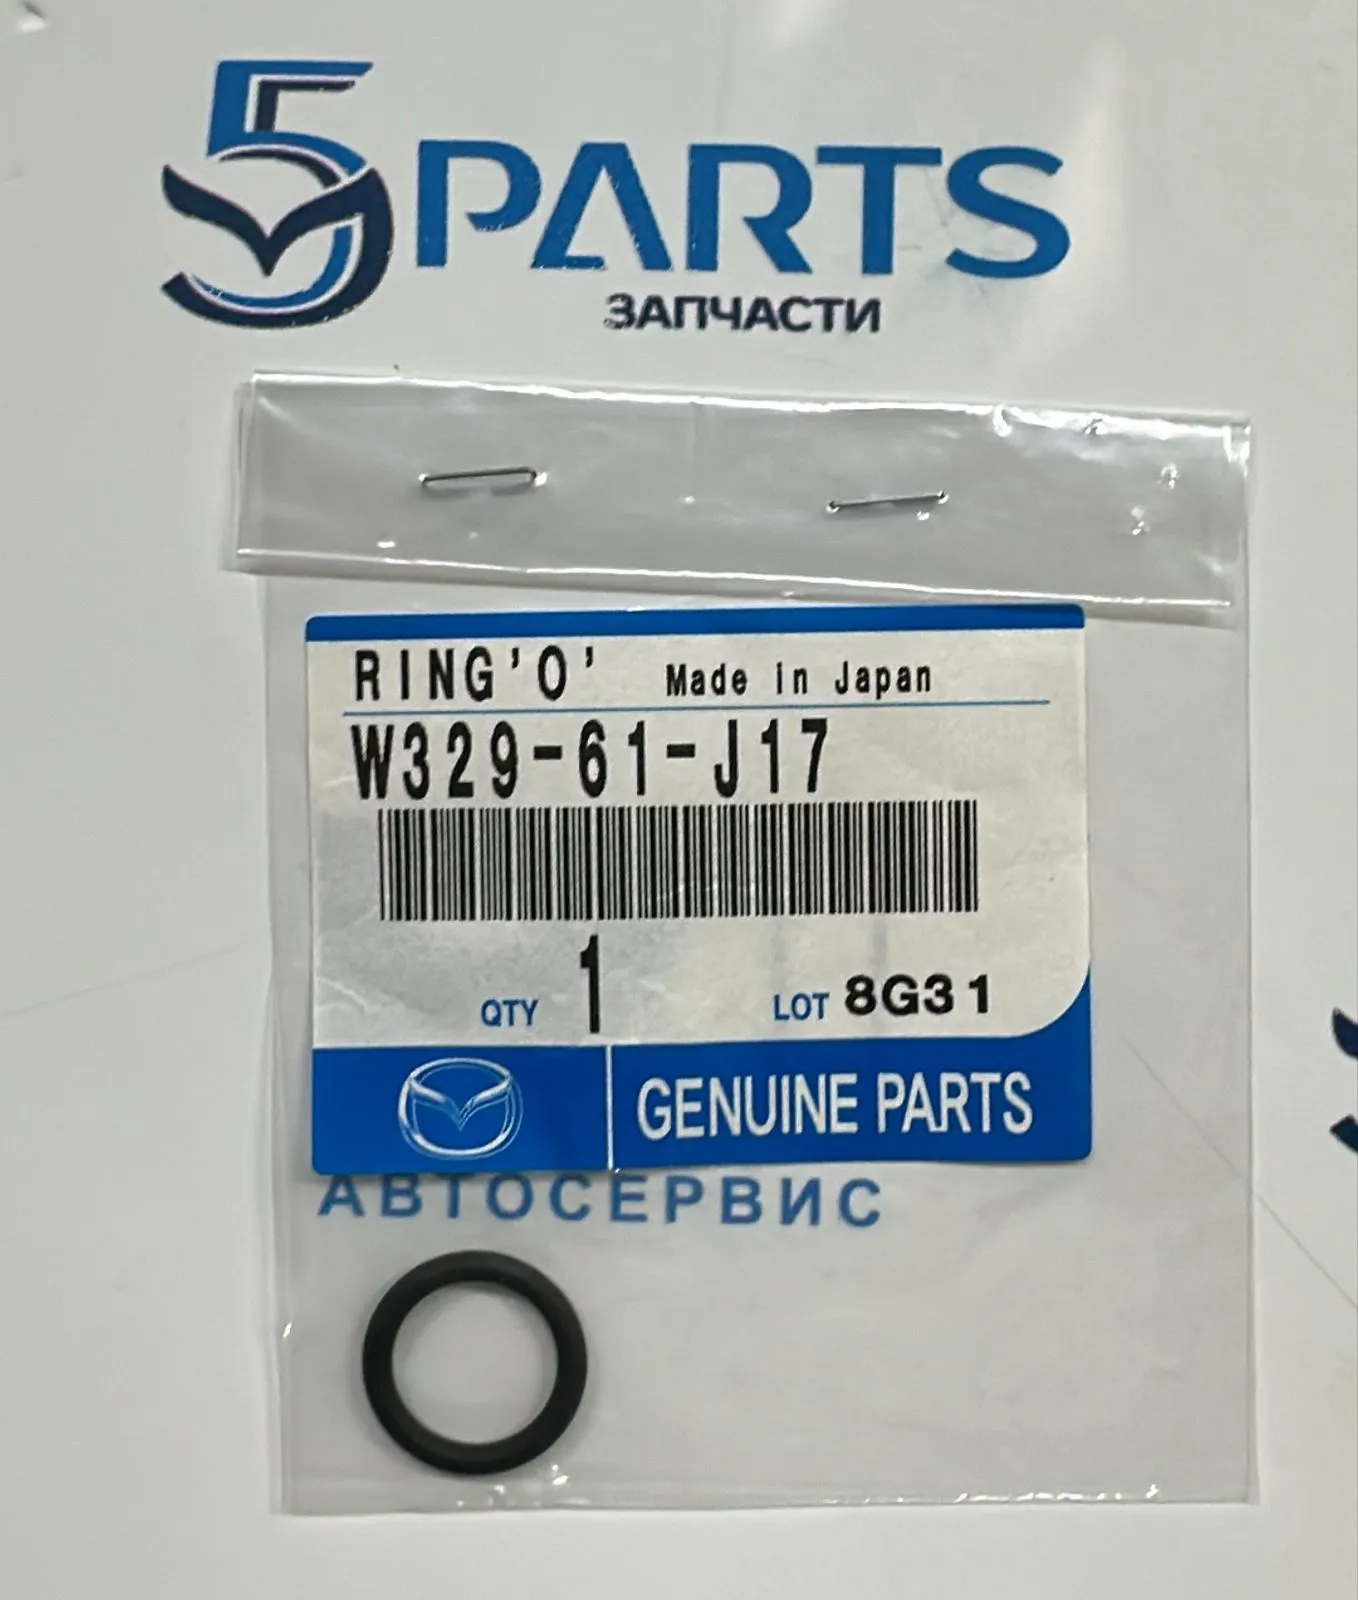 5PARTS
ЗАПЧАСТИ
RING'O' Made in Japan
W329-61-J17
QTY 1 LOT 8G31
GENUINE PARTS
АВТОСЕРВИС